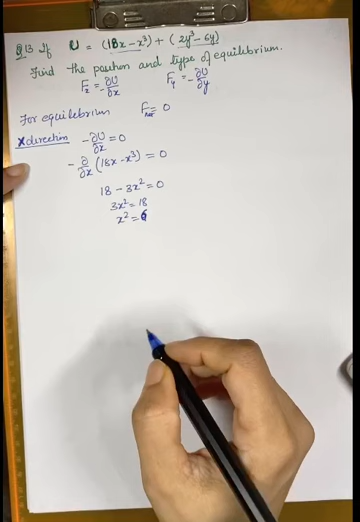 Q13 If U = (18x - x³) + (2y³ - 6y)
Find the position and type of equilibrium.
Fx = -∂U/∂x Fy = -∂U/∂y
For equilibrium Fnet = 0
X direction -∂U/∂x = 0
-∂/∂x (18x - x³) = 0
18 - 3x² = 0
3x² = 18
x² = 6